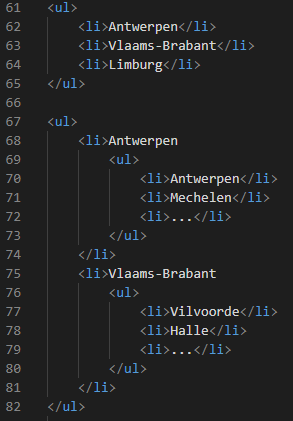 61 <ul>
62     <li>Antwerpen</li>
63     <li>Vlaams-Brabant</li>
64     <li>Limburg</li>
65 </ul>
66
67 <ul>
68     <li>Antwerpen
69         <ul>
70             <li>Antwerpen</li>
71             <li>Mechelen</li>
72             <li>...</li>
73         </ul>
74     </li>
75     <li>Vlaams-Brabant
76         <ul>
77             <li>Vilvoorde</li>
78             <li>Halle</li>
79             <li>...</li>
80         </ul>
81     </li>
82 </ul>